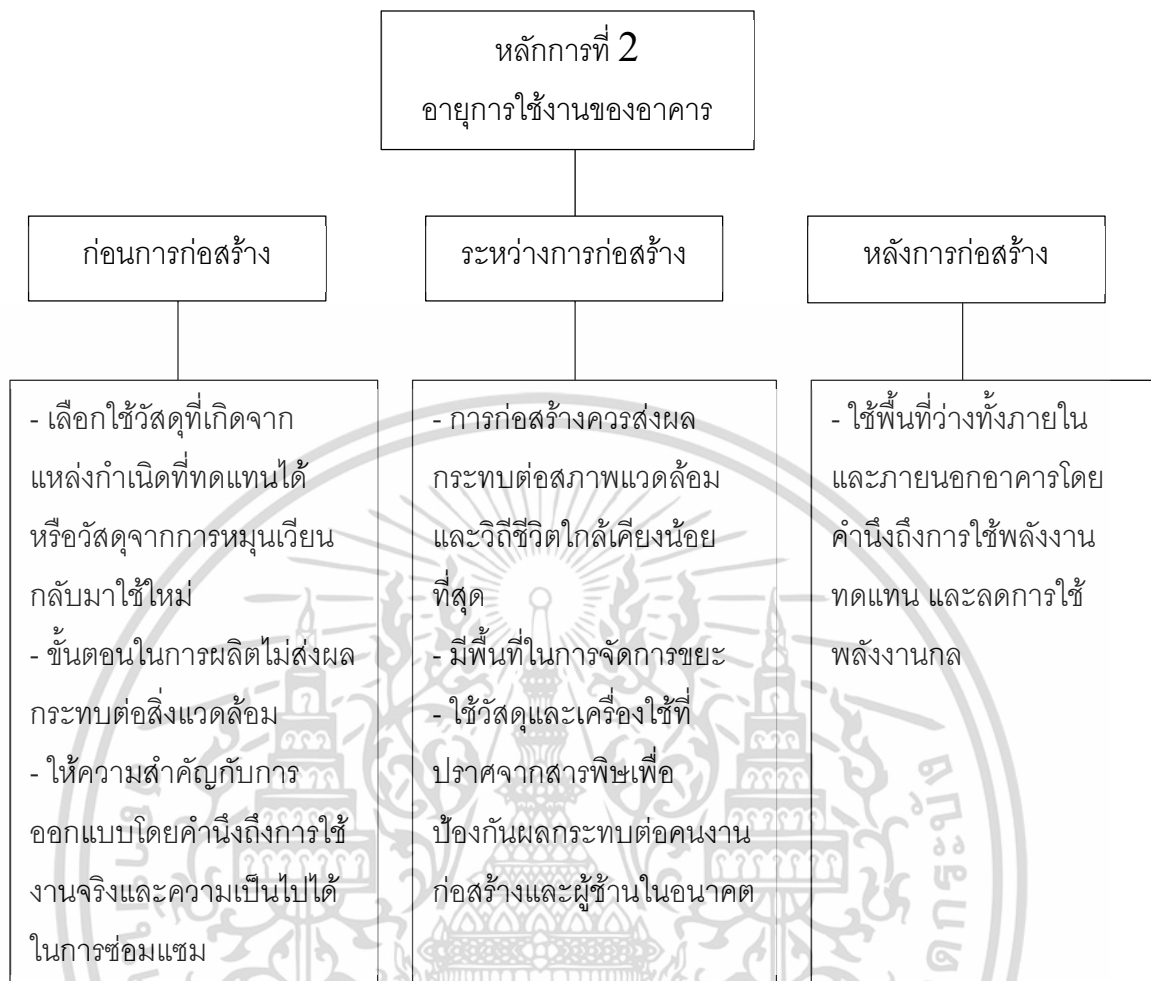 หลักการที่ 2
อายุการใช้งานของอาคาร
ก่อนการก่อสร้าง
ระหว่างการก่อสร้าง
หลังการก่อสร้าง
- เลือกใช้วัสดุที่เกิดจาก
แหล่งกำเนิดที่ทดแทนได้
หรือวัสดุจากการหมุนเวียน
กลับมาใช้ใหม่
- ขั้นตอนในการผลิตไม่ส่งผล
กระทบต่อสิ่งแวดล้อม
- ให้ความสำคัญกับการ
ออกแบบโดยคำนึงถึงการใช้
งานจริงและความเป็นไปได้
ในการซ่อมแซม
- การก่อสร้างควรส่งผล
กระทบต่อสภาพแวดล้อม
และวิถีชีวิตใกล้เคียงน้อย
ที่สุด
- มีพื้นที่ในการจัดการขยะ
- ใช้วัสดุและเครื่องใช้ที่
ปราศจากสารพิษเพื่อ
ป้องกันผลกระทบต่อคนงาน
ก่อสร้างและผู้ช้านในอนาคต
- ใช้พื้นที่ว่างทั้งภายใน
และภายนอกอาคารโดย
คำนึงถึงการใช้พลังงาน
ทดแทน และลดการใช้
พลังงานกล